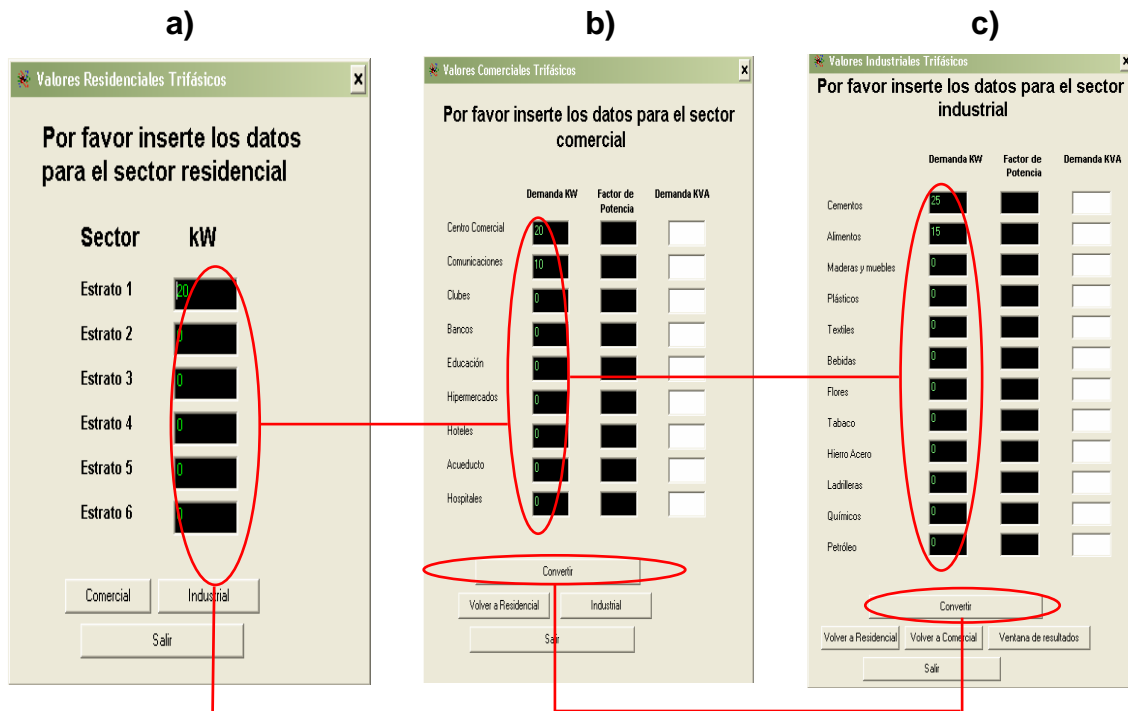 a)
b)
c)
Valores Residenciales Trifásicos
x
Por favor inserte los datos
para el sector residencial
Sector kW
Estrato 1 20
Estrato 2 0
Estrato 3 0
Estrato 4 0
Estrato 5 0
Estrato 6 0
Comercial Industrial
Salir
Valores Comerciales Trifásicos
x
Por favor inserte los datos para el sector
comercial
Demanda KW Factor de Demanda KVA
Potencia
Centro Comercial 20
Comunicaciones 10
Clubes 0
Bancos 0
Educación 0
Hipermercados 0
Hoteles 0
Acueducto 0
Hospitales 0
Convertir
Volver a Residencial Industrial
Salir
Valores Industriales Trifásicos
x
Por favor inserte los datos para el sector
industrial
Demanda KW Factor de Demanda KVA
Potencia
Cementos 25
Alimentos 15
Maderas y muebles 0
Plásticos 0
Textiles 0
Bebidas 0
Flores 0
Tabaco 0
Hierro Acero 0
Ladrilleras 0
Químicos 0
Petróleo 0
Convertir
Volver a Residencial Volver a Comercial Ventana de resultados
Salir